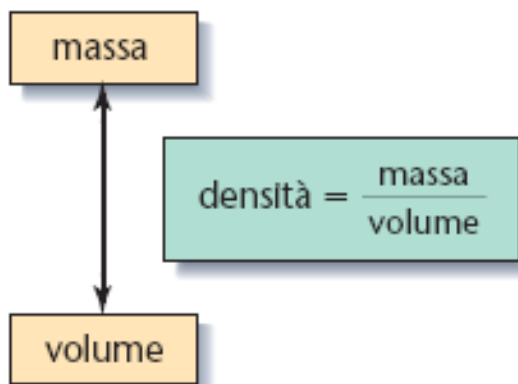 massa
densità = massa / volume
volume